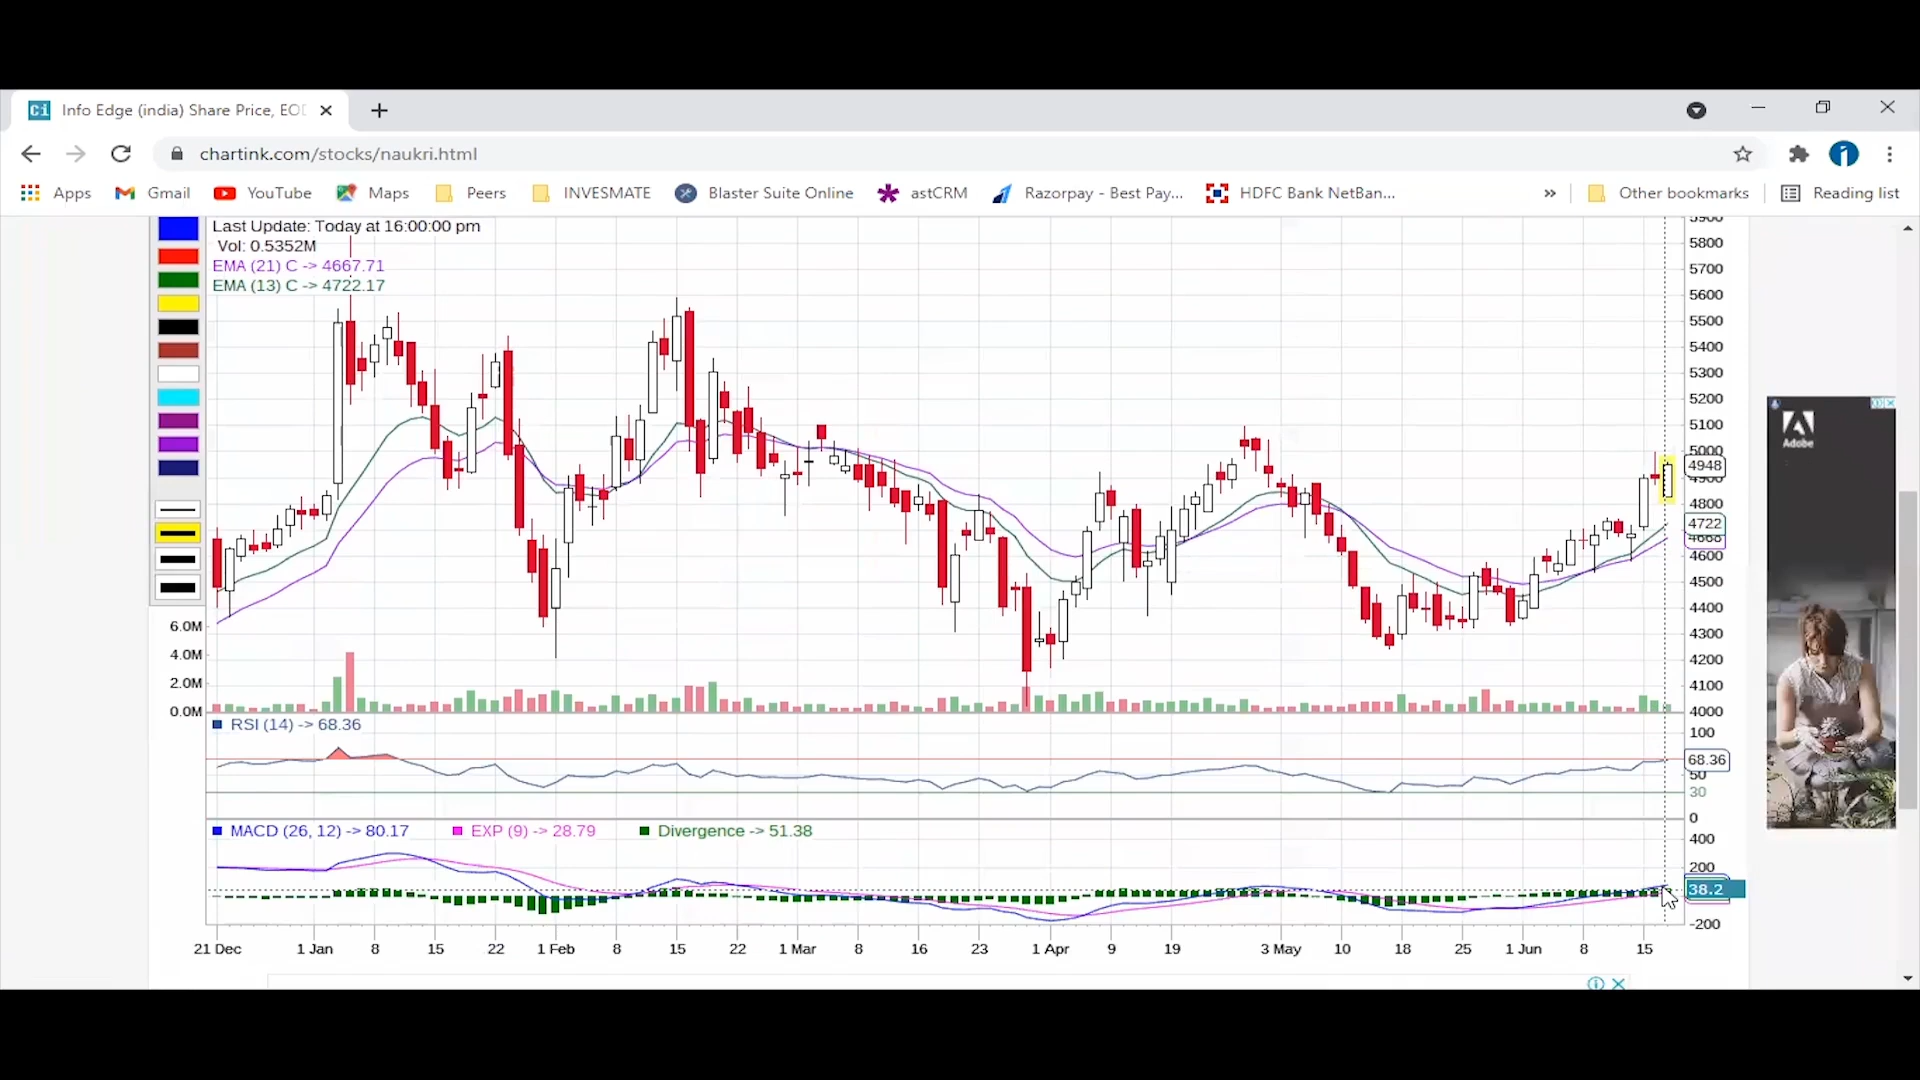 Info Edge (india) Share Price, EOD
chartink.com/stocks/naukri.html
Apps Gmail YouTube Maps Peers INVESMATE Blaster Suite Online astCRM Razorpay - Best Pay... HDFC Bank NetBan... » Other bookmarks Reading list
Last Update: Today at 16:00:00 pm
Vol: 0.5352M
EMA (21) C -> 4667.71
EMA (13) C -> 4722.17
5900
5800
5700
5600
5500
5400
5300
5200
5100
5000
4948
4900
4800
4722
4668
4600
4500
4400
4300
4200
4100
4000
6.0M
4.0M
2.0M
0.0M
Adobe
RSI (14) -> 68.36
100
68.36
50
30
0
MACD (26, 12) -> 80.17 EXP (9) -> 28.79 Divergence -> 51.38
400
200
38.2
-200
21 Dec 1 Jan 8 15 22 1 Feb 8 15 22 1 Mar 8 16 23 1 Apr 9 19 3 May 10 18 25 1 Jun 8 15